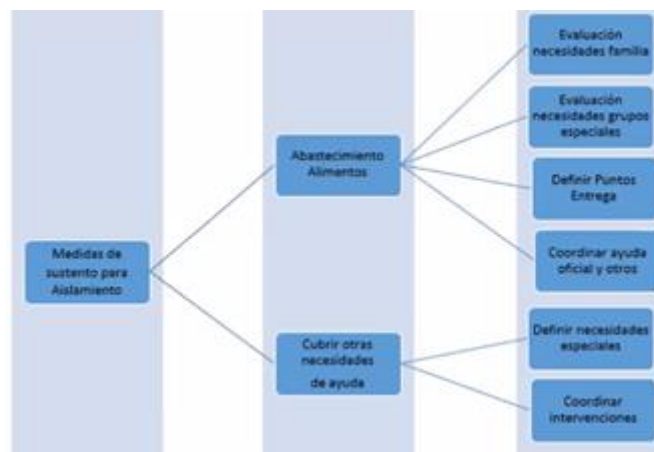 Medidas de
sustento para
Aislamiento
Abastecimiento
Alimentos
Cubrir otras
necesidades
de ayuda
Evaluación
necesidades familia
Evaluación
necesidades grupos
especiales
Definir Puntos
Entrega
Coordinar ayuda
oficial y otros
Definir necesidades
especiales
Coordinar
intervenciones